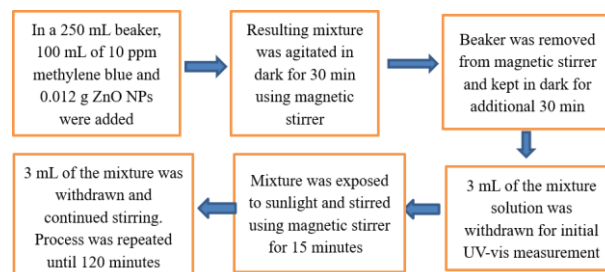 In a 250 mL beaker,
100 mL of 10 ppm
methylene blue and
0.012 g ZnO NPs
were added
Resulting mixture
was agitated in
dark for 30 min
using magnetic
stirrer
Beaker was removed
from magnetic stirrer
and kept in dark for
additional 30 min
3 mL of the mixture
solution was
withdrawn for initial
UV-vis measurement
Mixture was exposed
to sunlight and stirred
using magnetic stirrer
for 15 minutes
3 mL of the mixture was
withdrawn and
continued stirring.
Process was repeated
until 120 minutes